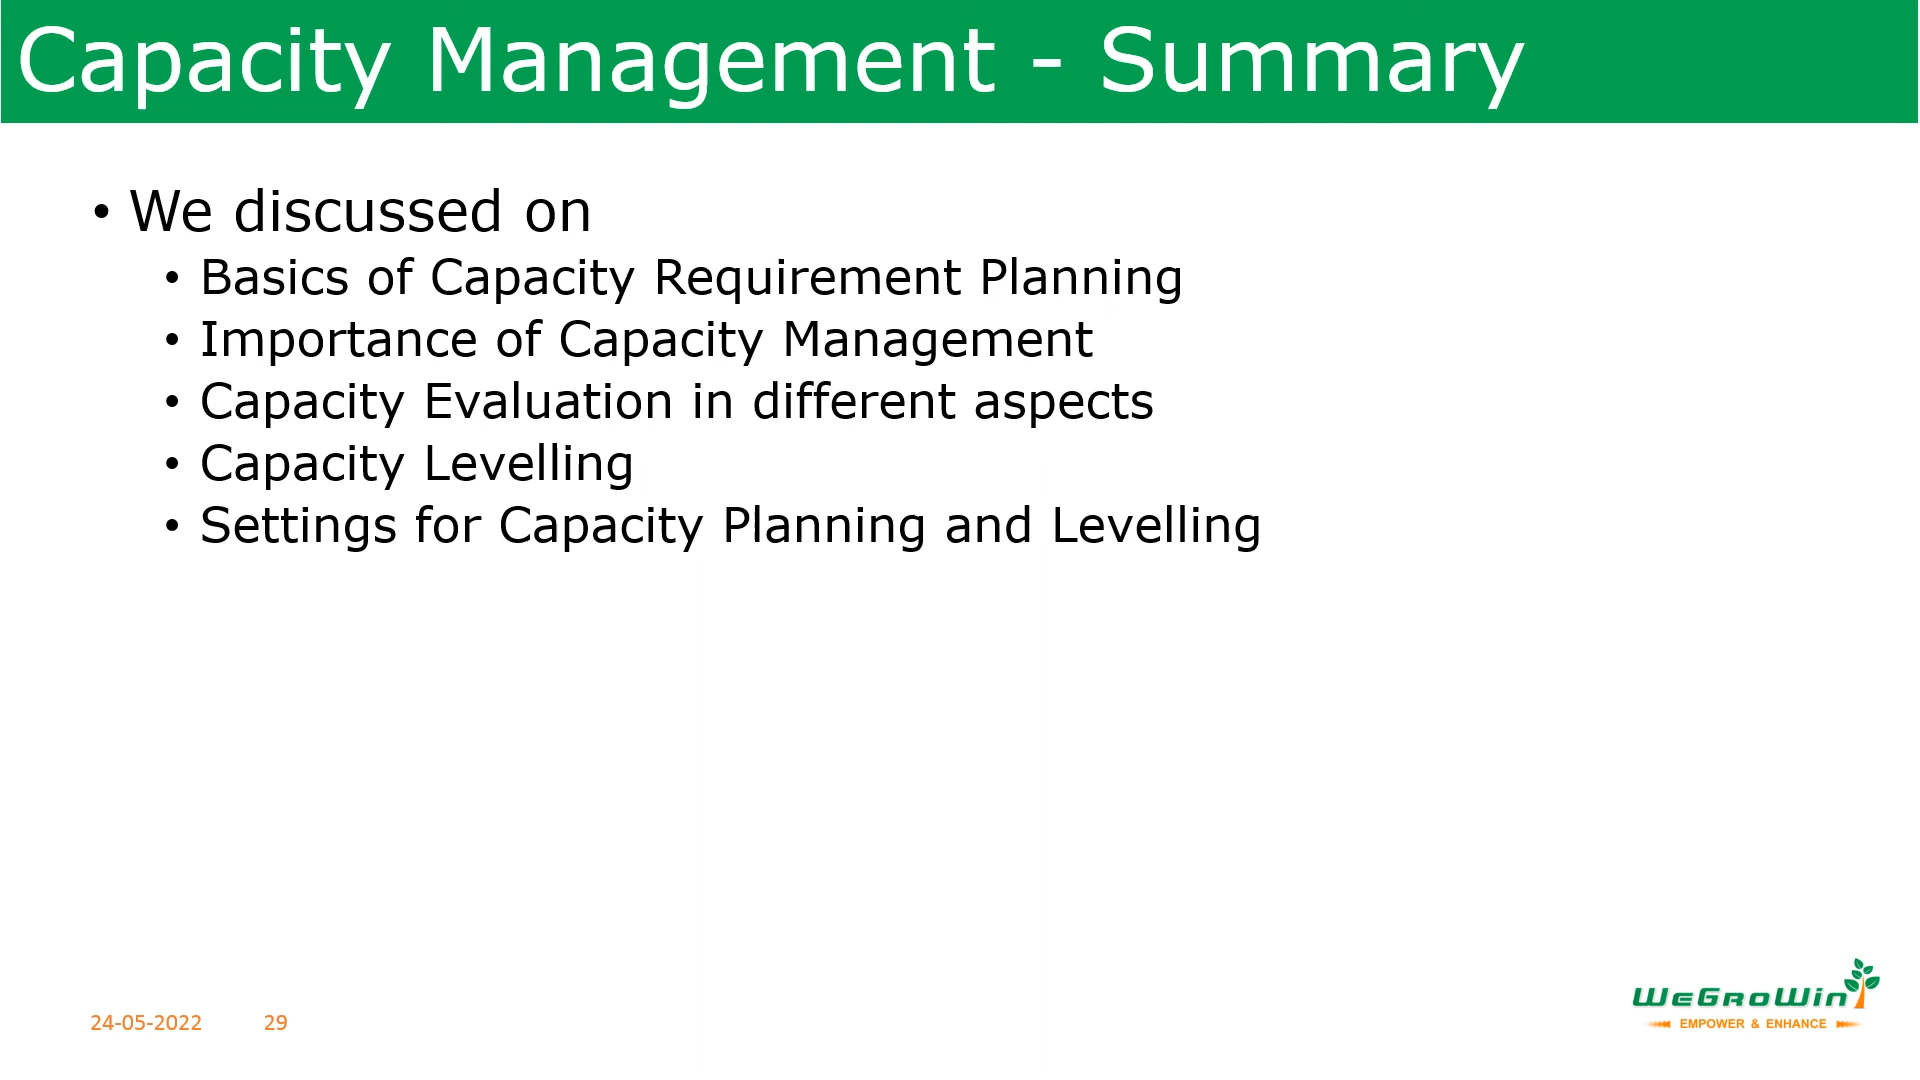 Capacity Management - Summary
• We discussed on
• Basics of Capacity Requirement Planning
• Importance of Capacity Management
• Capacity Evaluation in different aspects
• Capacity Levelling
• Settings for Capacity Planning and Levelling
24-05-2022 29
WeGroWin
EMPOWER & ENHANCE